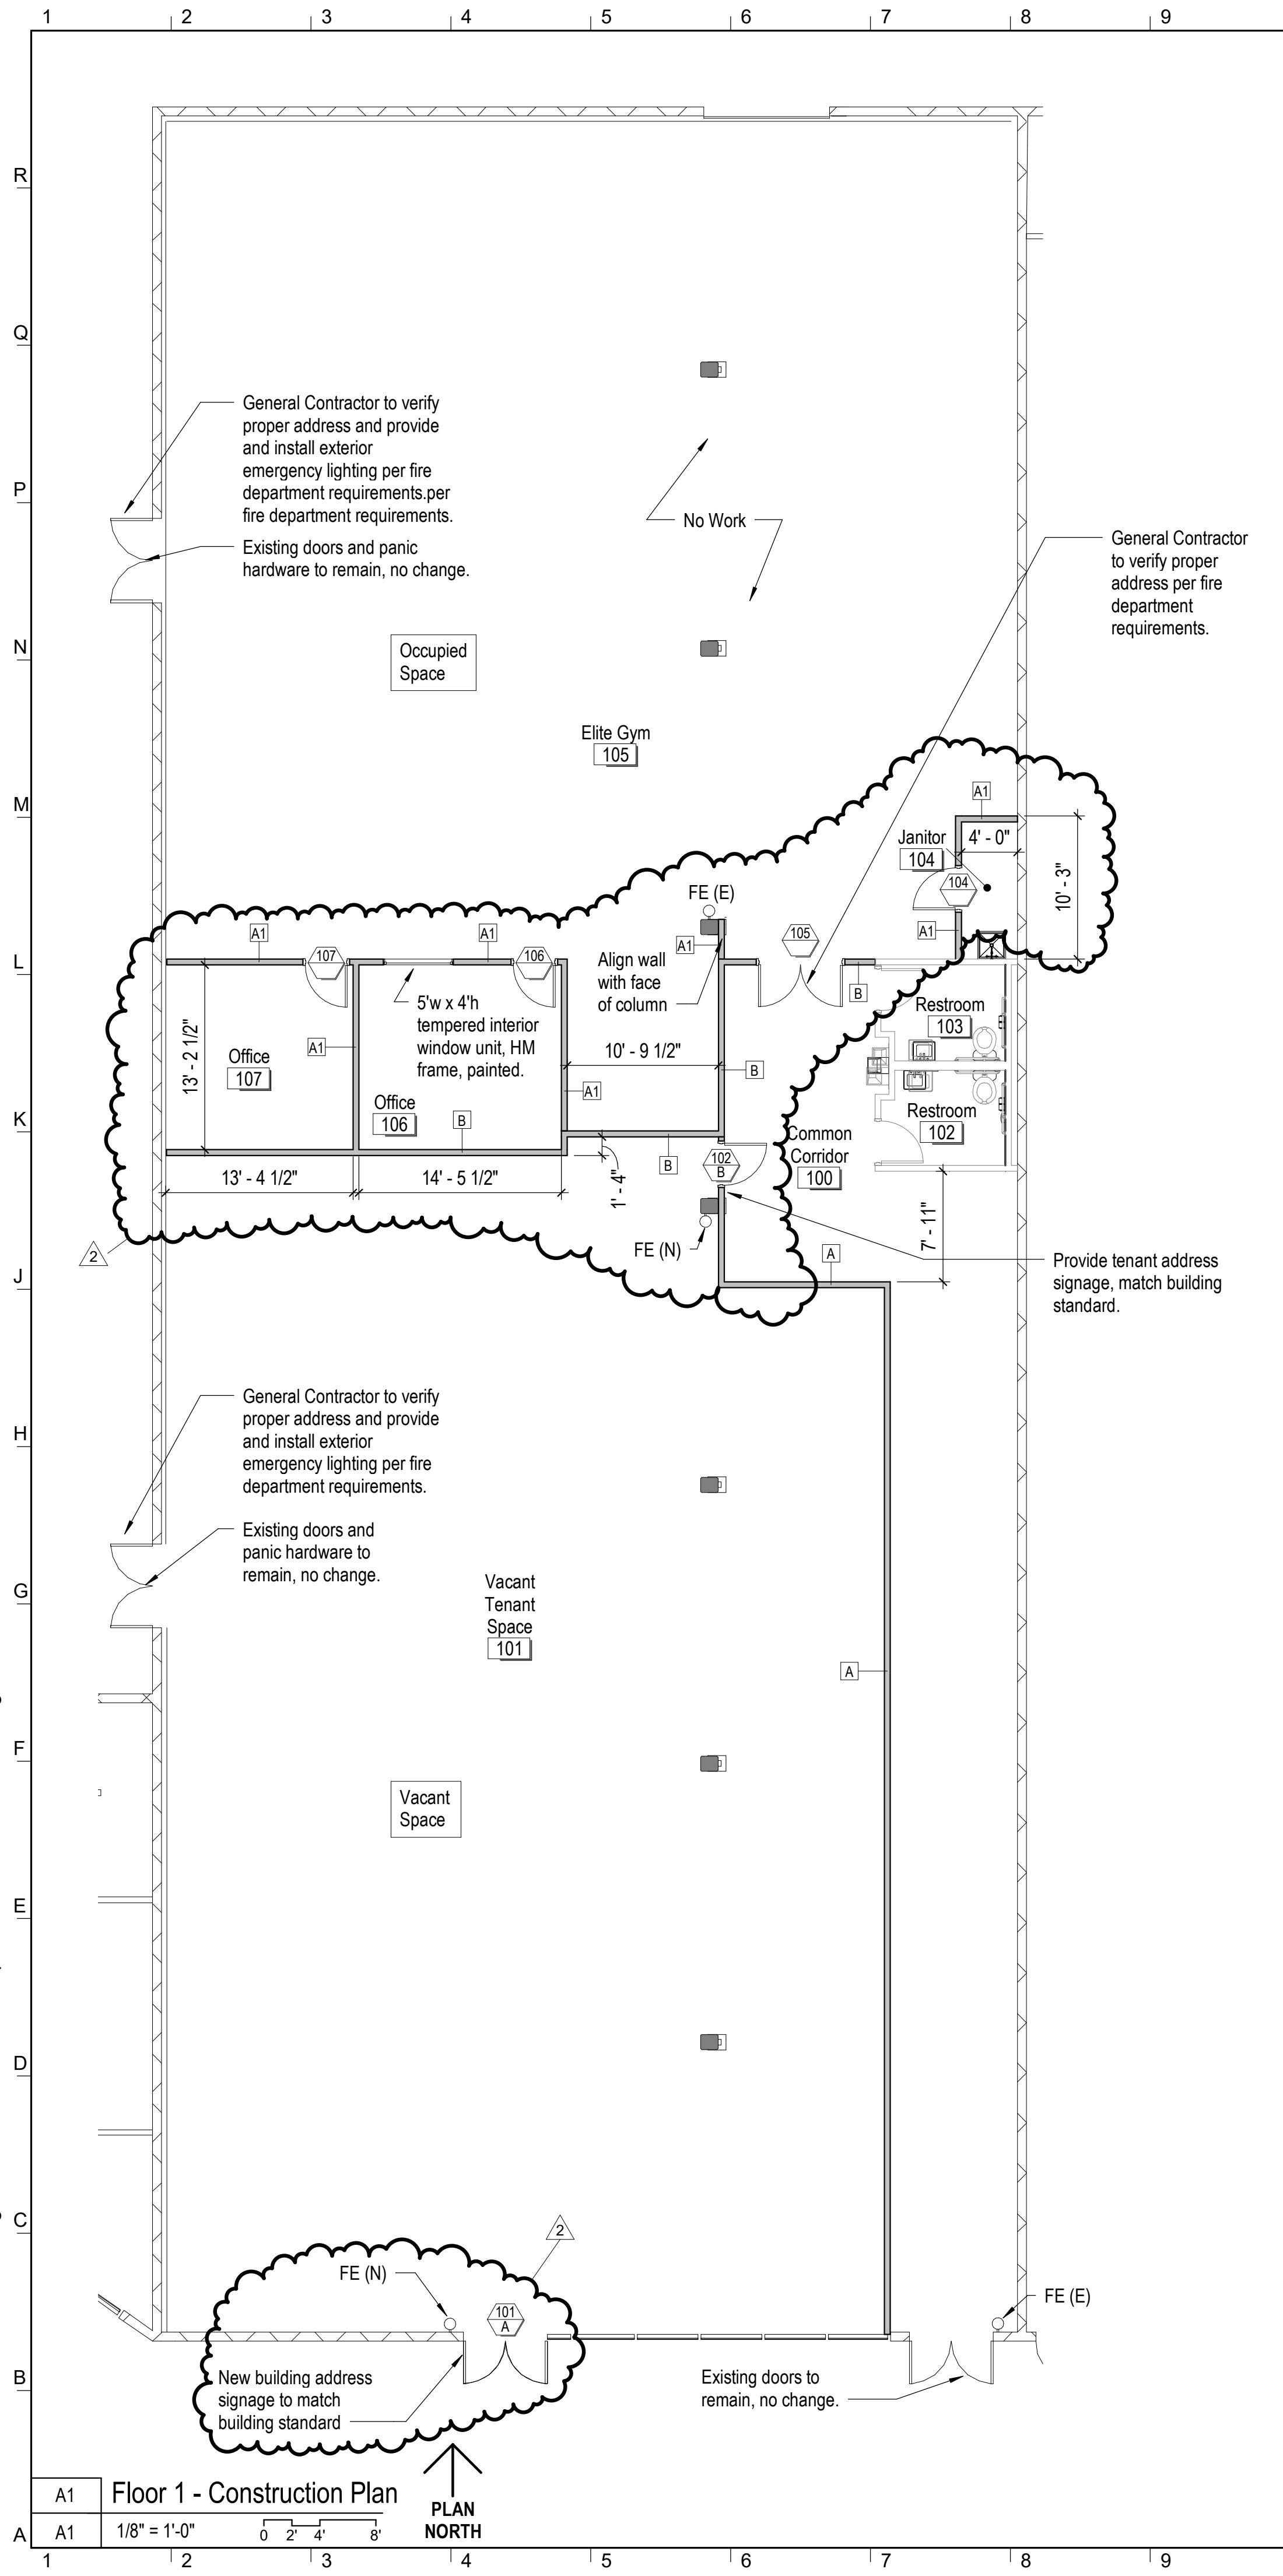 1 2 3 4 5 6 7 8 9
R
Q
General Contractor to verify
proper address and provide
and install exterior
emergency lighting per fire
department requirements.per
fire department requirements.
P
No Work
General Contractor
to verify proper
address per fire
department
requirements.
Existing doors and panic
hardware to remain, no change.
N
Occupied
Space
Elite Gym
105
M
A1
Janitor
104
4' - 0"
104
10' - 3"
FE (E)
A1
107
A1
106
A1
105
A1
L
Align wall
with face
of column
B
5'w x 4'h
tempered interior
window unit, HM
frame, painted.
Restroom
103
13' - 2 1/2"
Office
107
A1
10' - 9 1/2"
B
A1
Office
106
B
K
Restroom
102
Common
Corridor
100
102
B
B
13' - 4 1/2"
14' - 5 1/2"
1' - 4"
7' - 11"
FE (N)
2
A
Provide tenant address
signage, match building
standard.
J
General Contractor to verify
proper address and provide
and install exterior
emergency lighting per fire
department requirements.
H
Existing doors and
panic hardware to
remain, no change.
G
Vacant
Tenant
Space
101
A
F
Vacant
Space
E
D
C
2
FE (N)
101
A
FE (E)
B
New building address
signage to match
building standard
Existing doors to
remain, no change.
A1
Floor 1 - Construction Plan
A
A1
1/8" = 1'-0"
0 2' 4' 8'
PLAN
NORTH
1 2 3 4 5 6 7 8 9